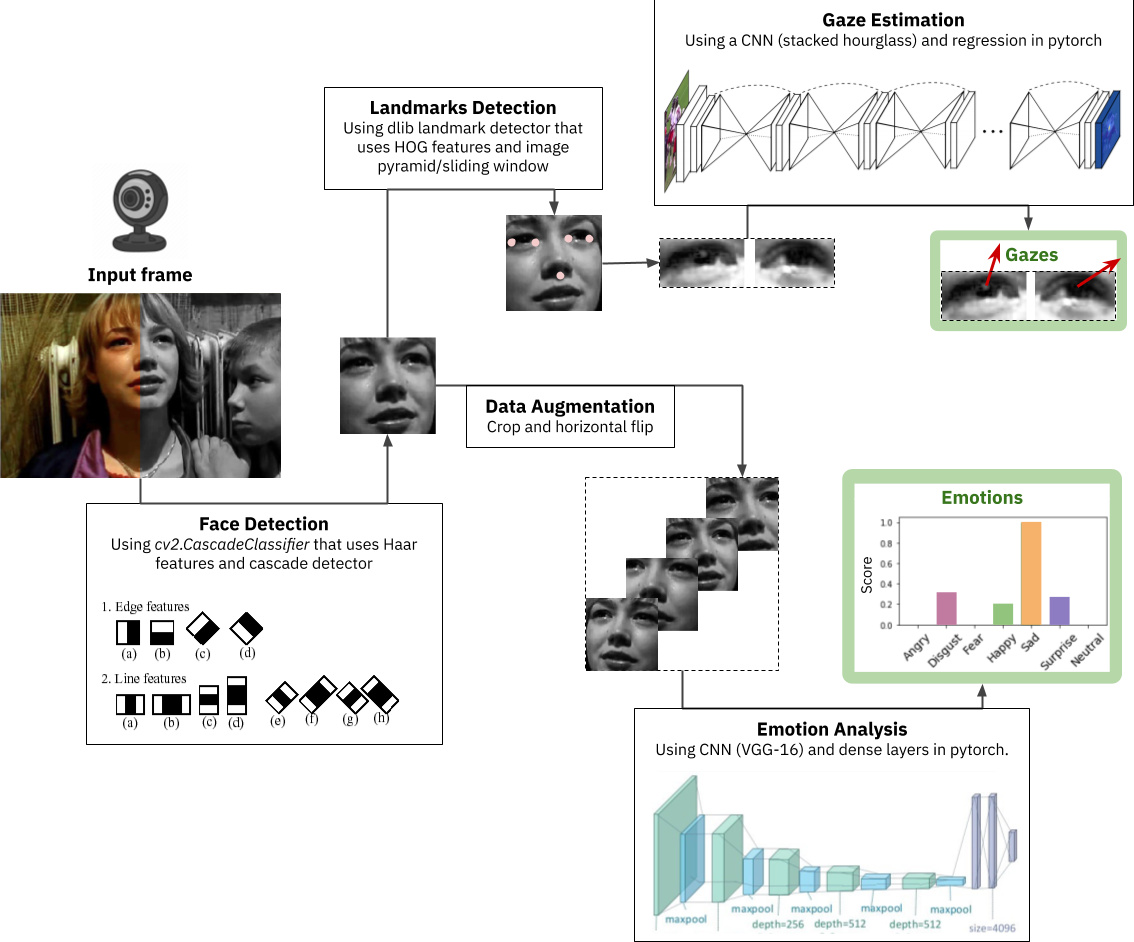 Gaze Estimation
Using a CNN (stacked hourglass) and regression in pytorch
...
Landmarks Detection
Using dlib landmark detector that
uses HOG features and image
pyramid/sliding window
Input frame
Gazes
Data Augmentation
Crop and horizontal flip
Face Detection
Using cv2.CascadeClassifier that uses Haar
features and cascade detector
1. Edge features
(a) (b) (c) (d)
2. Line features
(a) (b) (c) (d) (e) (f) (g) (h)
Emotions
Score
1.0
0.8
0.6
0.4
0.2
0.0
Angry
Disgust
Fear
Happy
Sad
Surprise
Neutral
Emotion Analysis
Using CNN (VGG-16) and dense layers in pytorch.
maxpool maxpool maxpool maxpool maxpool
depth=256 depth=512 depth=512
size=4096